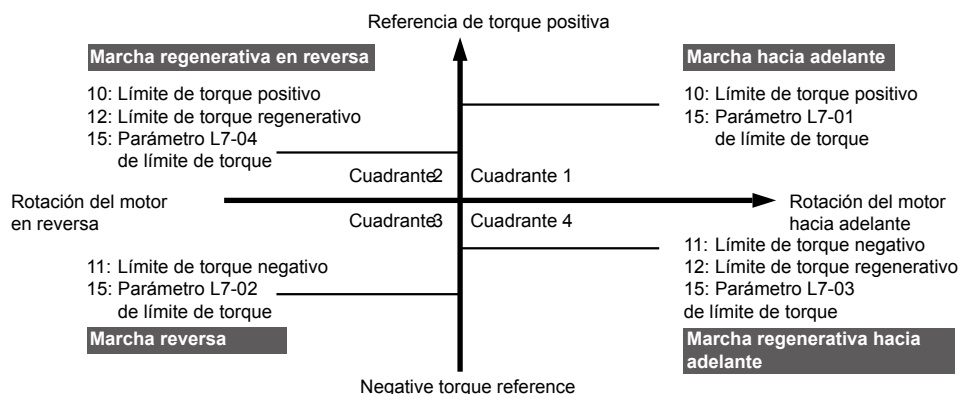 Referencia de torque positiva
Marcha regenerativa en reversa
10: Límite de torque positivo
12: Límite de torque regenerativo
15: Parámetro L7-04
de límite de torque
Marcha hacia adelante
10: Límite de torque positivo
15: Parámetro L7-01
de límite de torque
Cuadrante2
Cuadrante 1
Rotación del motor
en reversa
Rotación del motor
hacia adelante
Cuadrante3
Cuadrante 4
11: Límite de torque negativo
15: Parámetro L7-02
de límite de torque
Marcha reversa
11: Límite de torque negativo
12: Límite de torque regenerativo
15: Parámetro L7-03
de límite de torque
Marcha regenerativa hacia
adelante
Negative torque reference